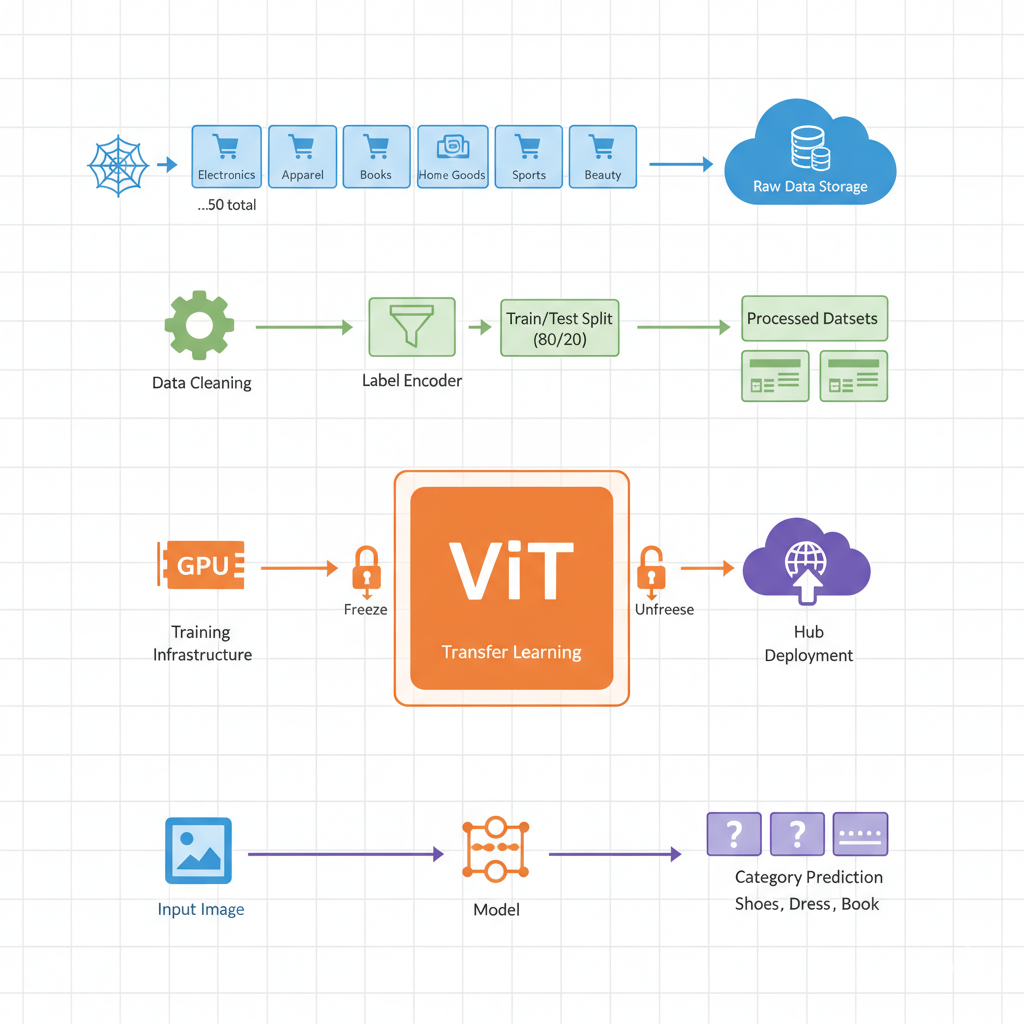 Electronics
Apparel
Books
Home Goods
Sports
Beauty
...50 total
Raw Data Storage
Data Cleaning
Label Encoder
Train/Test Split
(80/20)
Processed Datsets
GPU
Training
Infrastructure
Freeze
ViT
Transfer Learning
Unfreese
Hub
Deployment
Input Image
Model
? ?
Category Prediction
Shoes, Dress, Book